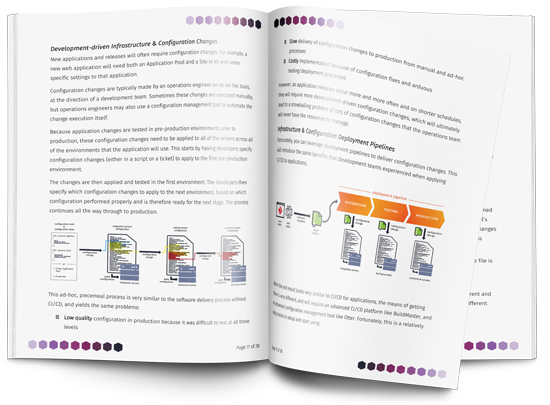 Development-driven Infrastructure & Configuration Changes
New applications and releases will often require configuration changes. For example, a
new web application will need both an Application Pool and a Site in IIS with some
specific settings to that application.
Configuration changes are typically made by an operations engineer on an ad-hoc basis,
at the direction of a development team. Sometimes these changes are executed manually,
but operations engineers may also use a configuration management tool to automate the
change execution itself.
Because application changes are tested in pre-production environments prior to
production, these configuration changes need to be applied to all of the servers across all
of the environments that the application will use. This starts by having developers specify
configuration changes (either in a script or a ticket) to apply to the first pre-production
environment.
The changes are then applied and tested in the first environment. The developers then
specify which configuration changes to apply to the next environment, based on which
configuration performed properly and is therefore ready for the next stage. The process
continues all the way through to production.
This ad-hoc, piecemeal process is very similar to the software delivery process without
CI/CD, and yields the same problems:
Low quality configuration in production because it was difficult to test at all these
levels
Page 11 of 38
Slow delivery of configuration changes to production from manual and ad-hoc
processes
Costly implementation because of configuration fixes and arduous
testing/deployment processes
However, as application releases occur more and more often and on shorter schedules,
they will require more development-driven configuration changes, which will ultimately
lead to a snowballing problem of lots of configuration changes that the operations team
will never have the resources to manage.
Infrastructure & Configuration Deployment Pipelines
Fortunately, you can leverage deployment pipelines to deliver configuration changes. This
will introduce the same benefits that development teams experienced when applying
CI/CD to applications.
Deployment pipeline
INTEGRATION
TESTING
PRODUCTION
While the end result looks very similar to CI/CD for applications, the means of getting
there is very different, and will require an advanced CI/CD platform like BuildMaster, and
advanced configuration management tool like Otter. Fortunately, this is a relatively
easy process to setup and start using.
changes
file is
and
different